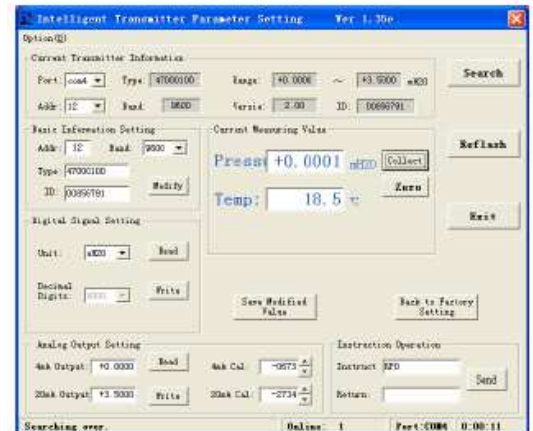 Intelligent Transmitter Parameter Setting Ver 1.35e
Option(D)
Current Transmitter Information
Port: com4 Type: 47000100 Range: +0.0000 ~ +3.5000 mH2O
Search
Addr: 12 Baud: 9600 Versio: 2.00 ID: 00856791
Basic Information Setting
Current Measuring Value
Addr: 12 Baud 9600
Reflash
Type 47000100
Press: +0.0001 mH2O Collect
ID: 00856791 Modify
Zero
Temp: 18.5 ℃
Exit
Digital Signal Setting
Unit: mH2O Read
Decimal
Digits: Write
Save Modified
Value
Back to Factory
Setting
Analog Output Setting
Instruction Operation
4mA Output: +0.0000 Read 4mA Cal: -0673 Instruct RPD
Send
20mA Output +3.5000 Write 20mA Cal: -2734 Return:
Searching over. Online: 1 Port:COM4 0:00:11